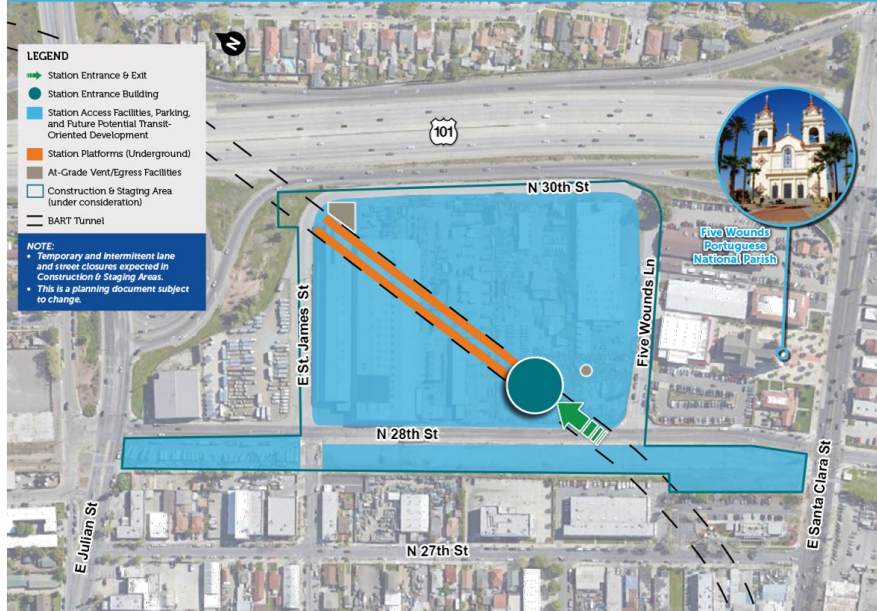 LEGEND
Station Entrance & Exit
Station Entrance Building
Station Access Facilities, Parking,
and Future Potential Transit-
Oriented Development
Station Platforms (Underground)
At-Grade Vent/Egress Facilities
Construction & Staging Area
(under consideration)
BART Tunnel
NOTE:
• Temporary and intermittent lane
and street closures expected in
Construction & Staging Areas.
• This is a planning document subject
to change.
N
101
N 30th St
Five Wounds
Portuguese
National Parish
E St. James St
Five Wounds Ln
N 28th St
E Julian St
E Santa Clara St
N 27th St